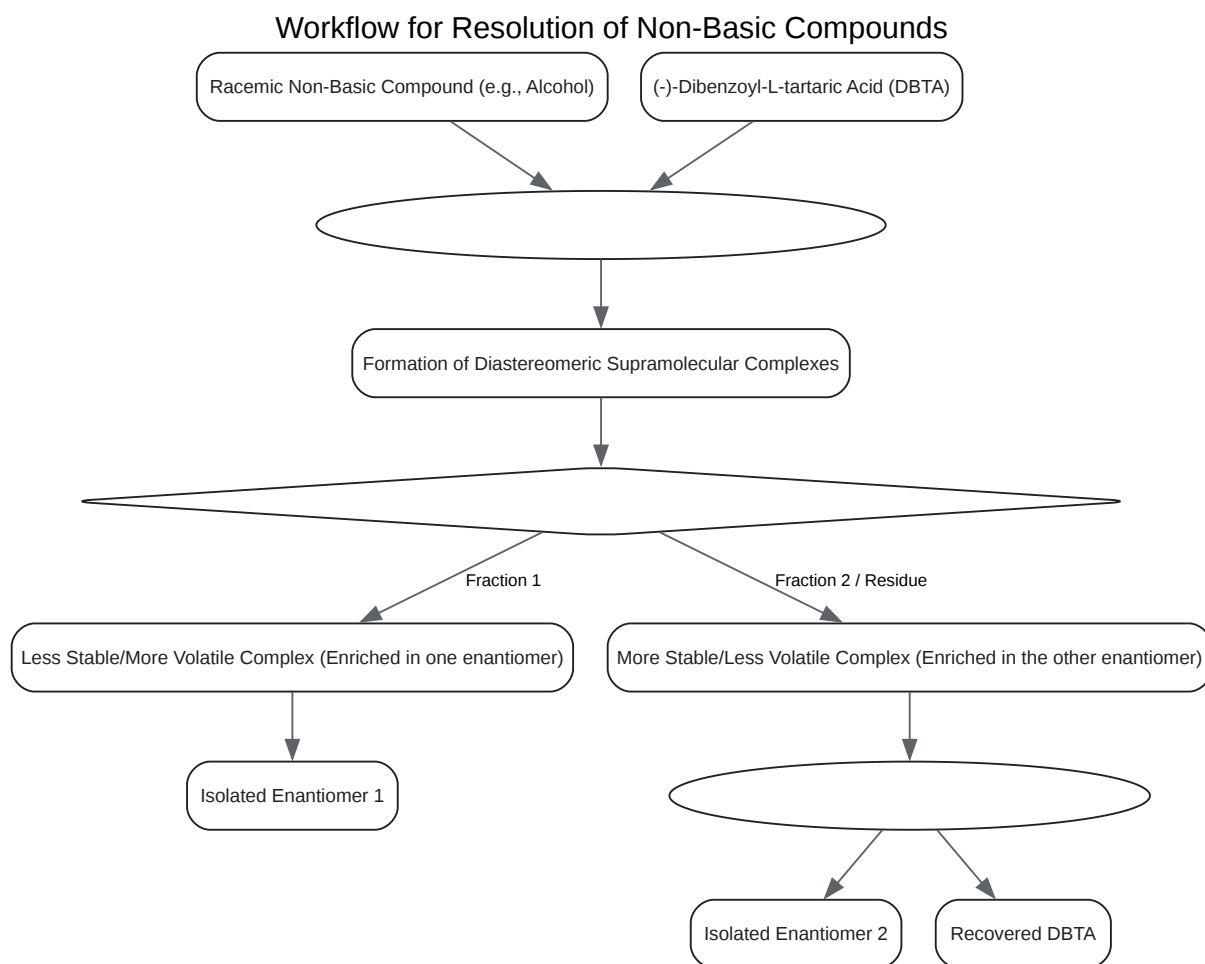 Workflow for Resolution of Non-Basic Compounds
Racemic Non-Basic Compound (e.g., Alcohol)
(-)-Dibenzoyl-L-tartaric Acid (DBTA)
Formation of Diastereomeric Supramolecular Complexes
Fraction 1
Fraction 2 / Residue
Less Stable/More Volatile Complex (Enriched in one enantiomer)
More Stable/Less Volatile Complex (Enriched in the other enantiomer)
Isolated Enantiomer 1
Isolated Enantiomer 2
Recovered DBTA